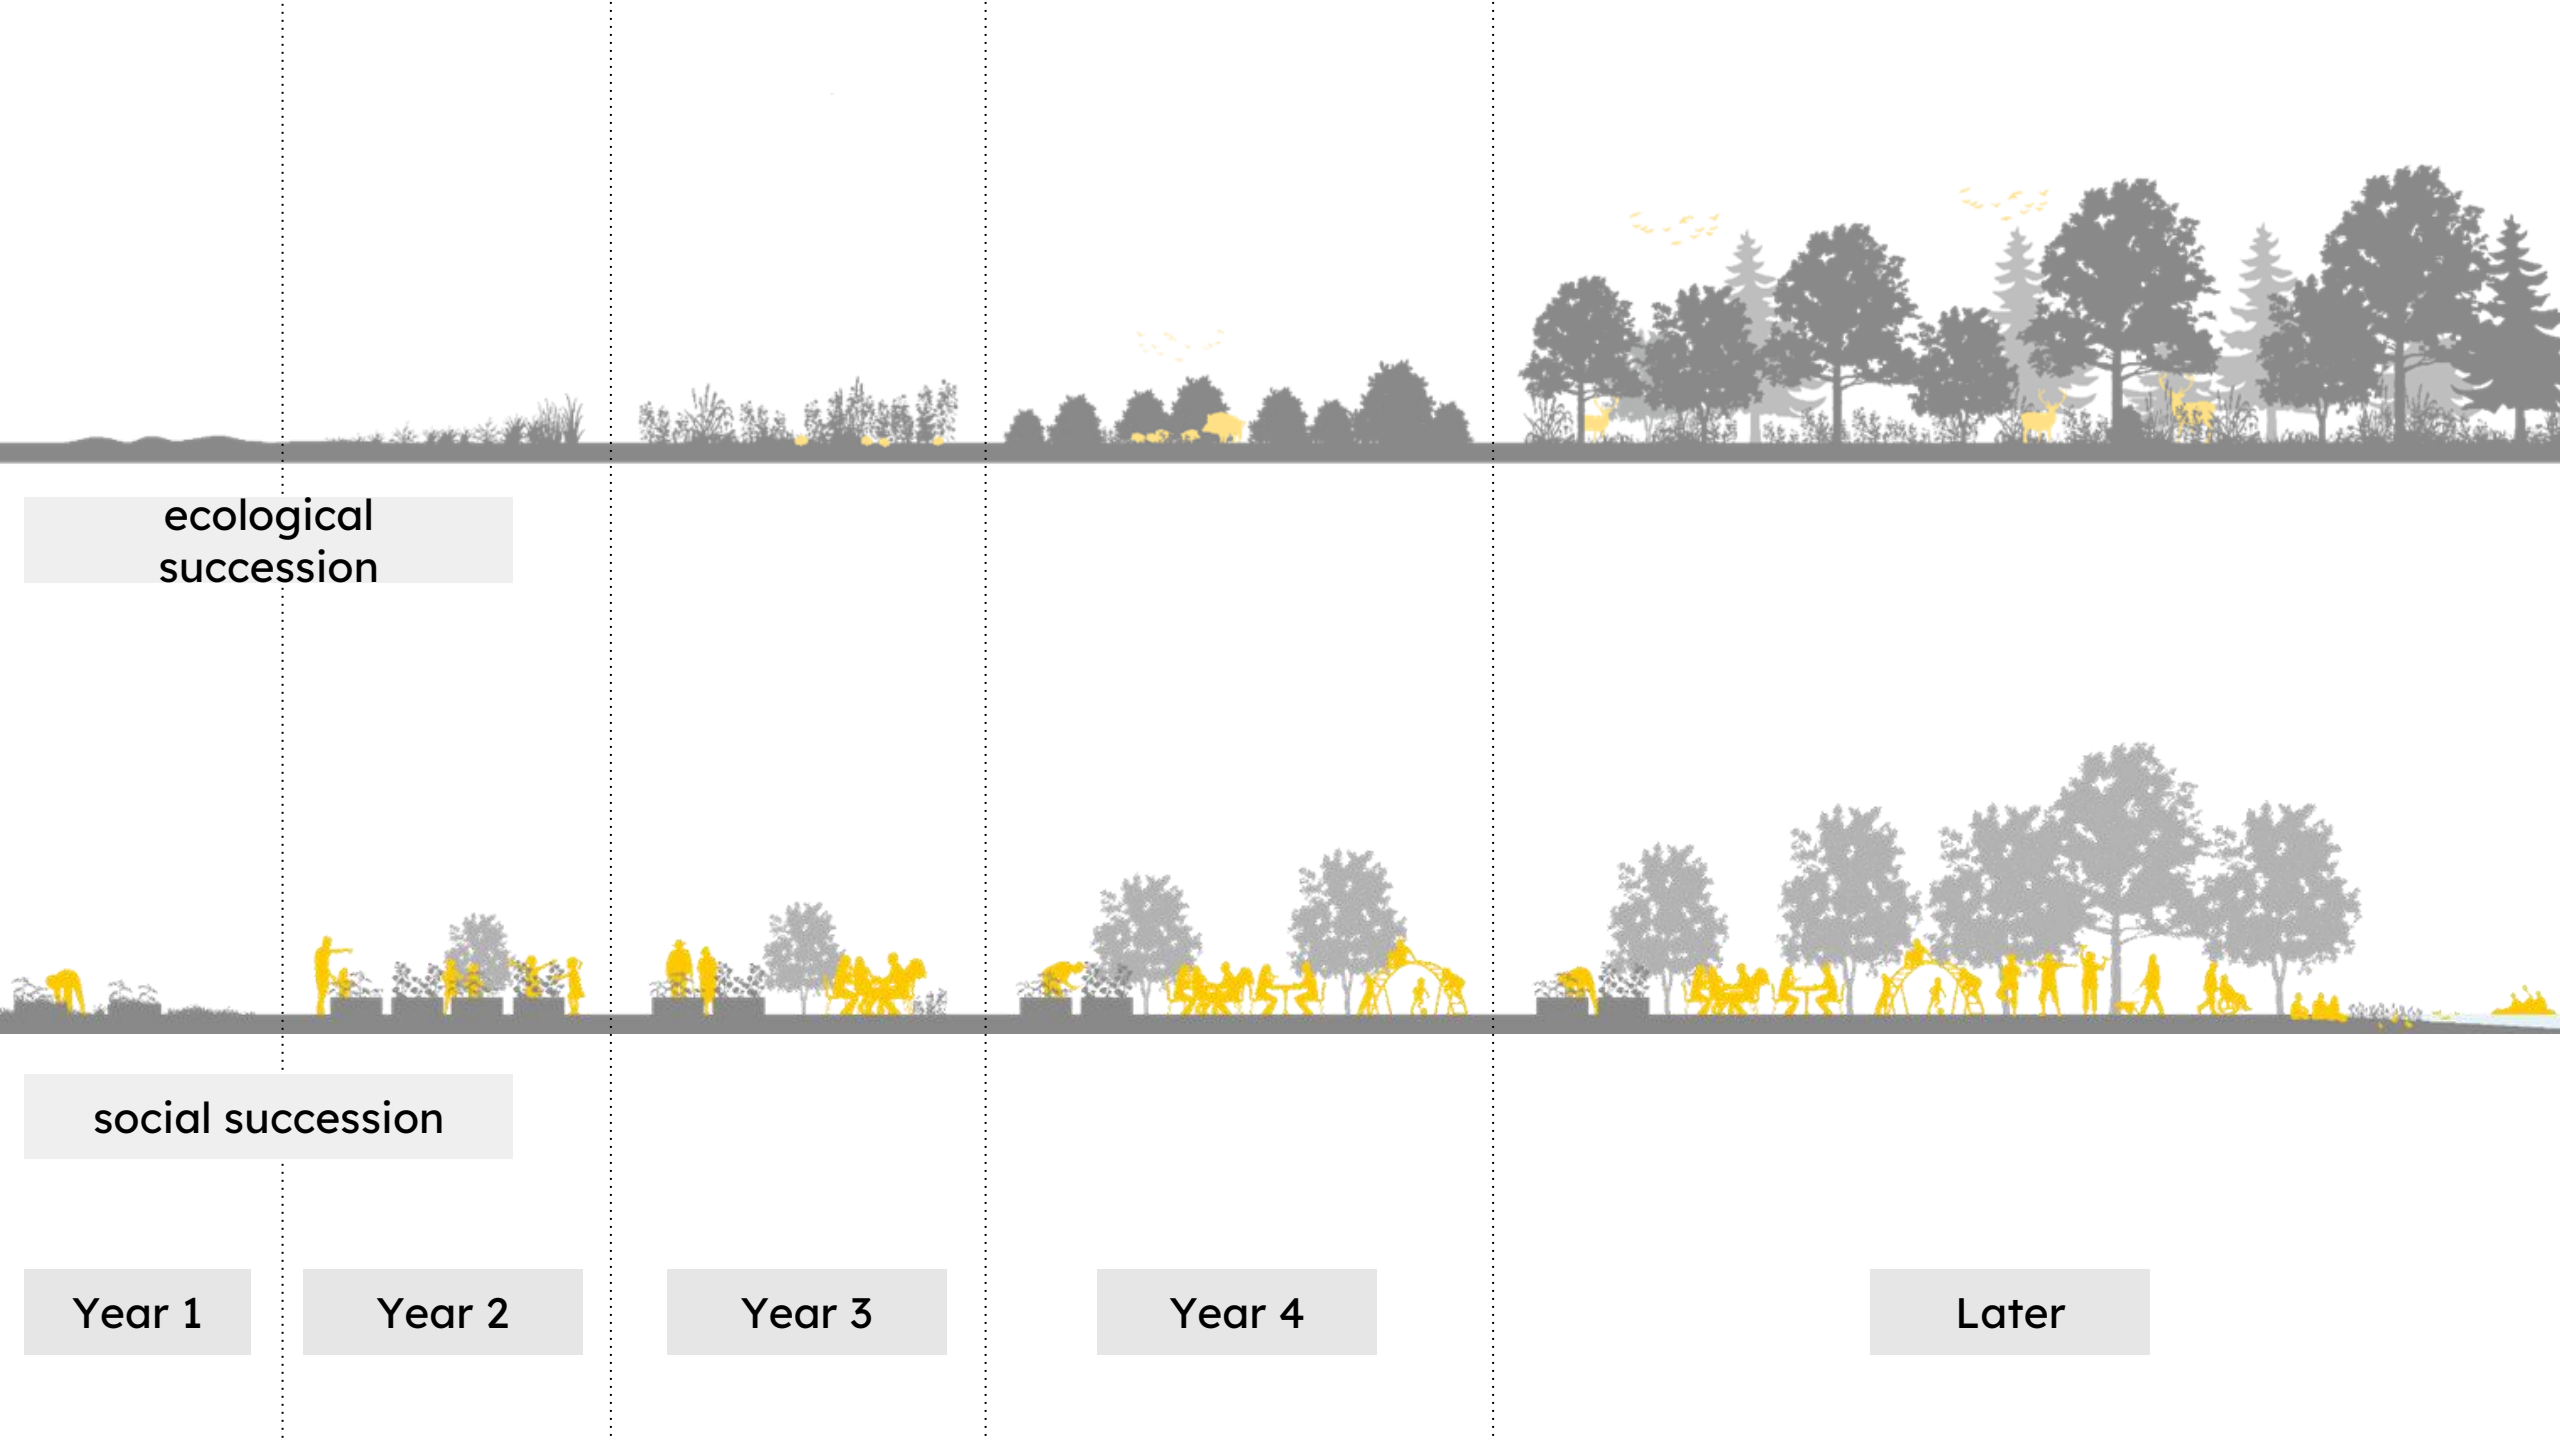 ecological
succession
social succession
Year 1
Year 2
Year 3
Year 4
Later